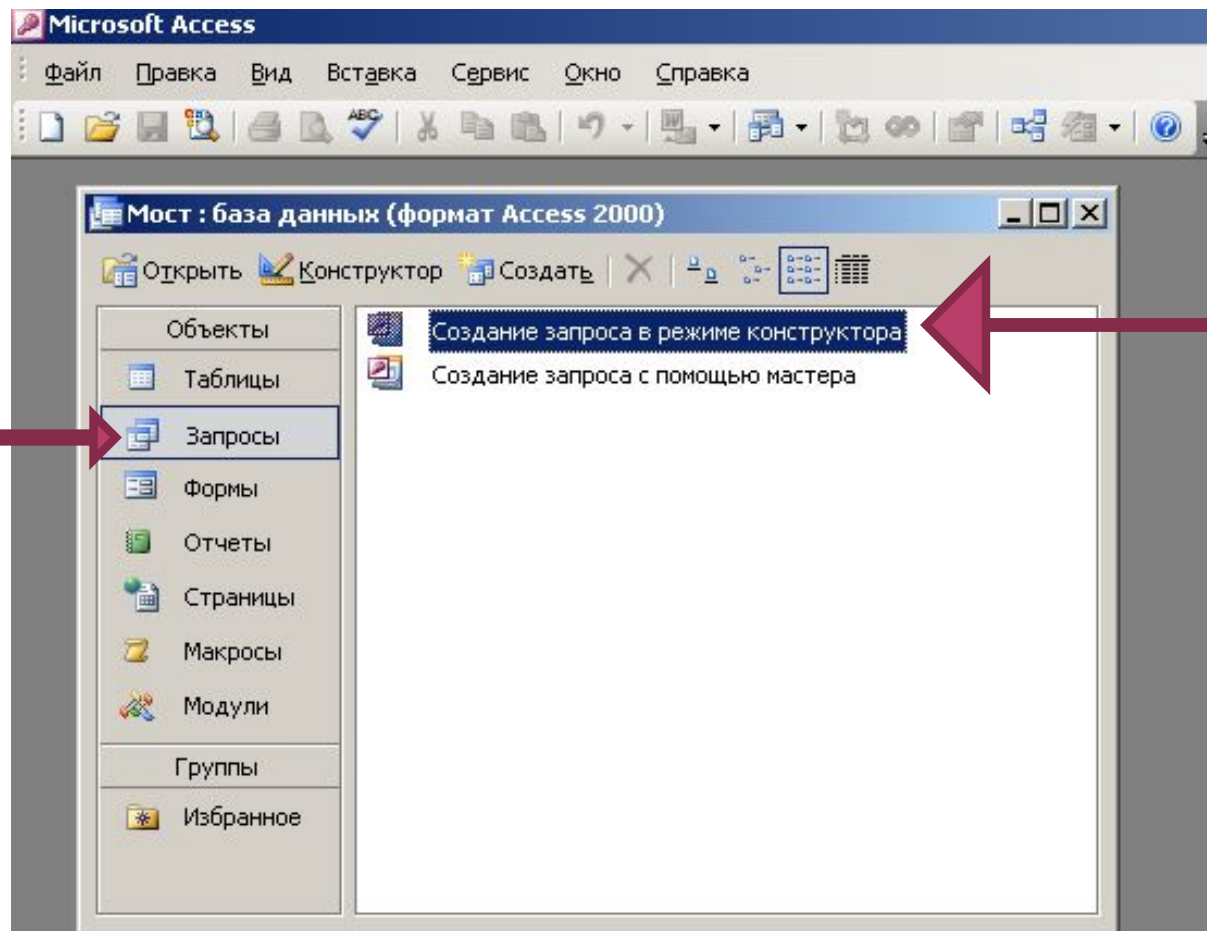 Microsoft Access
Файл Правка Вид Вставка Сервис Окно Справка
ABC
Мост : база данных (формат Access 2000)
Открыть Конструктор Создать
Объекты
Таблицы
Запросы
Формы
Отчеты
Страницы
Макросы
Модули
Группы
Избранное
Создание запроса в режиме конструктора
Создание запроса с помощью мастера